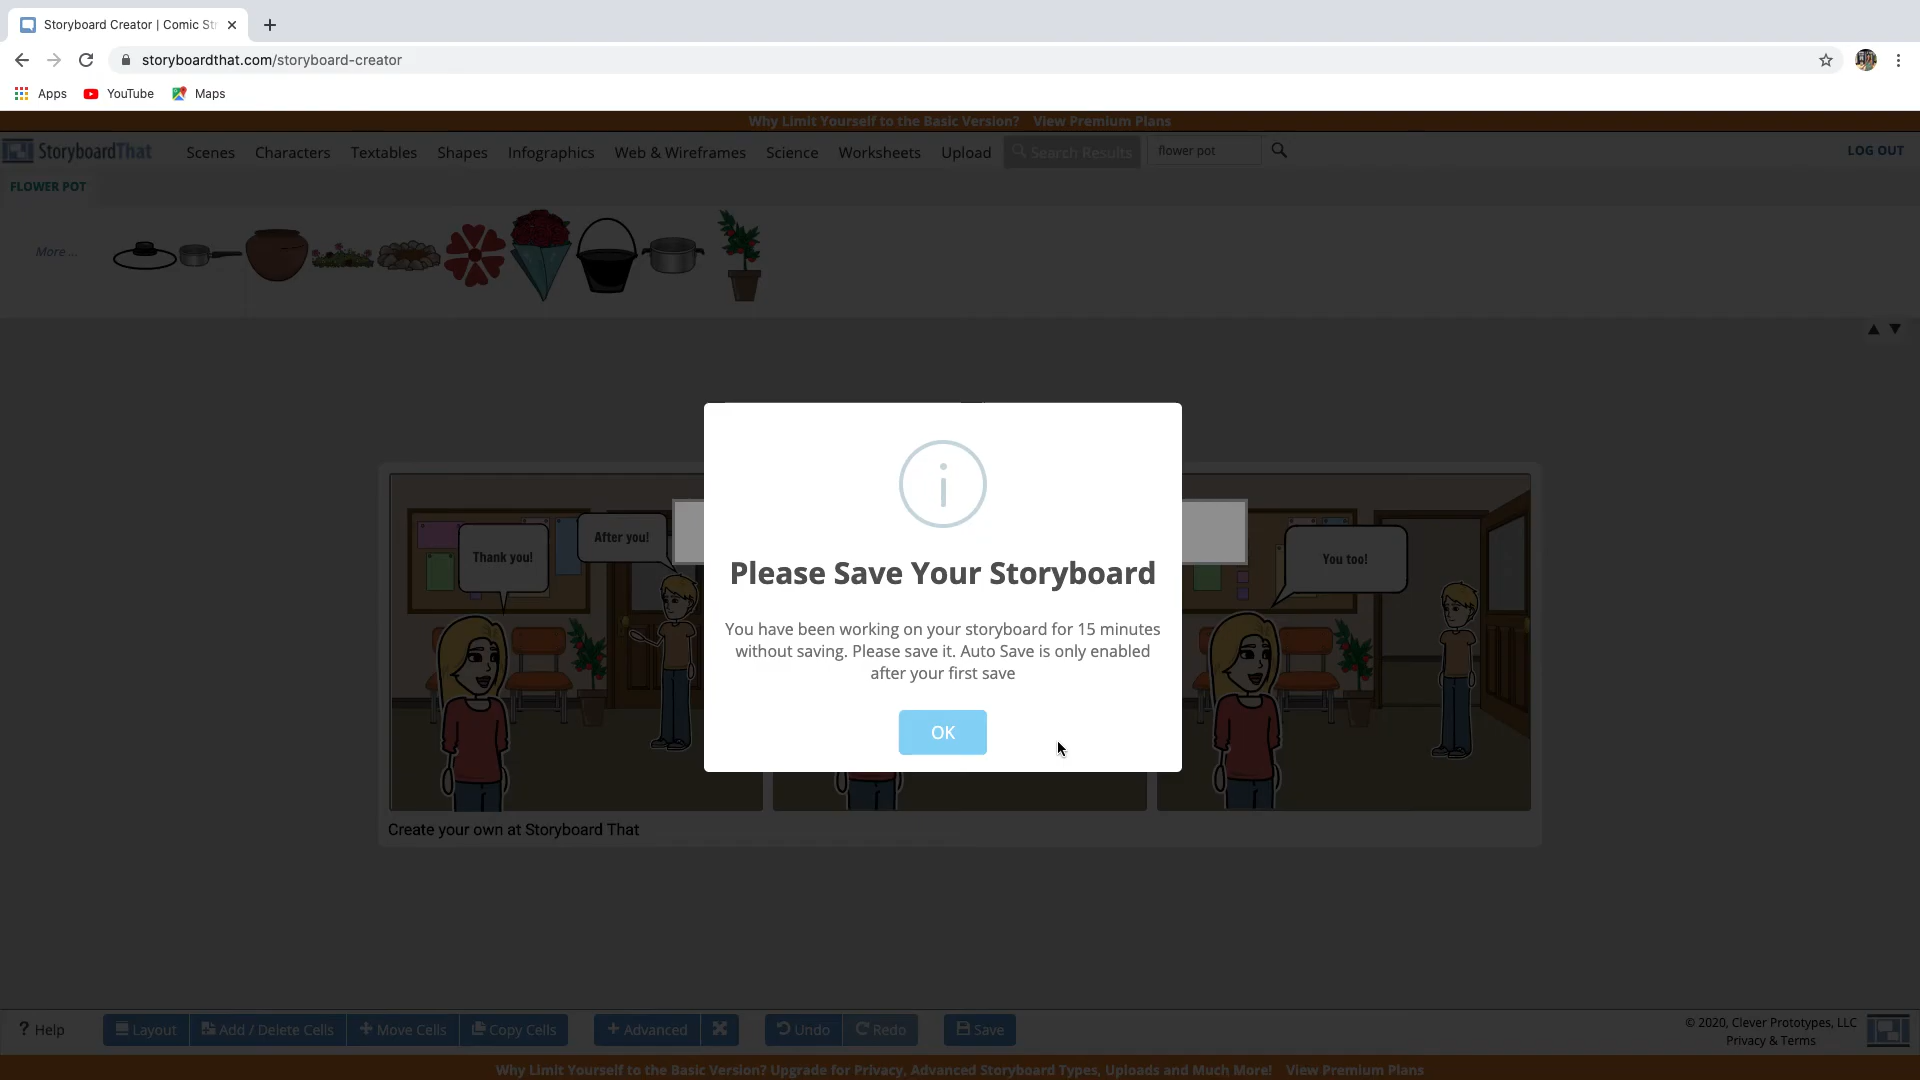 Storyboard Creator | Comic Str
storyboardthat.com/storyboard-creator
Apps YouTube Maps
Why Limit Yourself to the Basic Version? View Premium Plans
StoryboardThat Scenes Characters Textables Shapes Infographics Web & Wireframes Science Worksheets Upload Search Results flower pot LOG OUT
FLOWER POT
More ...
Thank you!
After you!
You too!
Please Save Your Storyboard
You have been working on your storyboard for 15 minutes
without saving. Please save it. Auto Save is only enabled
after your first save
OK
Create your own at Storyboard That
? Help Layout Add / Delete Cells Move Cells Copy Cells Advanced Undo Redo Save
© 2020, Clever Prototypes, LLC
Privacy & Terms
Why Limit Yourself to the Basic Version? Upgrade for Privacy, Advanced Storyboard Types, Uploads and Much More! View Premium Plans